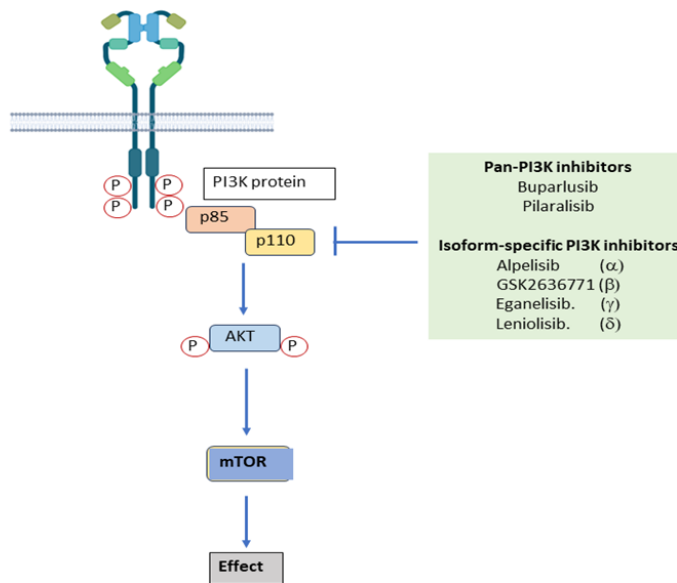 P P
P P
PI3K protein
p85
p110
Pan-PI3K inhibitors
Buparlusib
Pilaralisib
Isoform-specific PI3K inhibitors
Alpelisib (α)
GSK2636771 (β)
Eganelisib. (γ)
Leniolisib. (δ)
P AKT P
mTOR
Effect